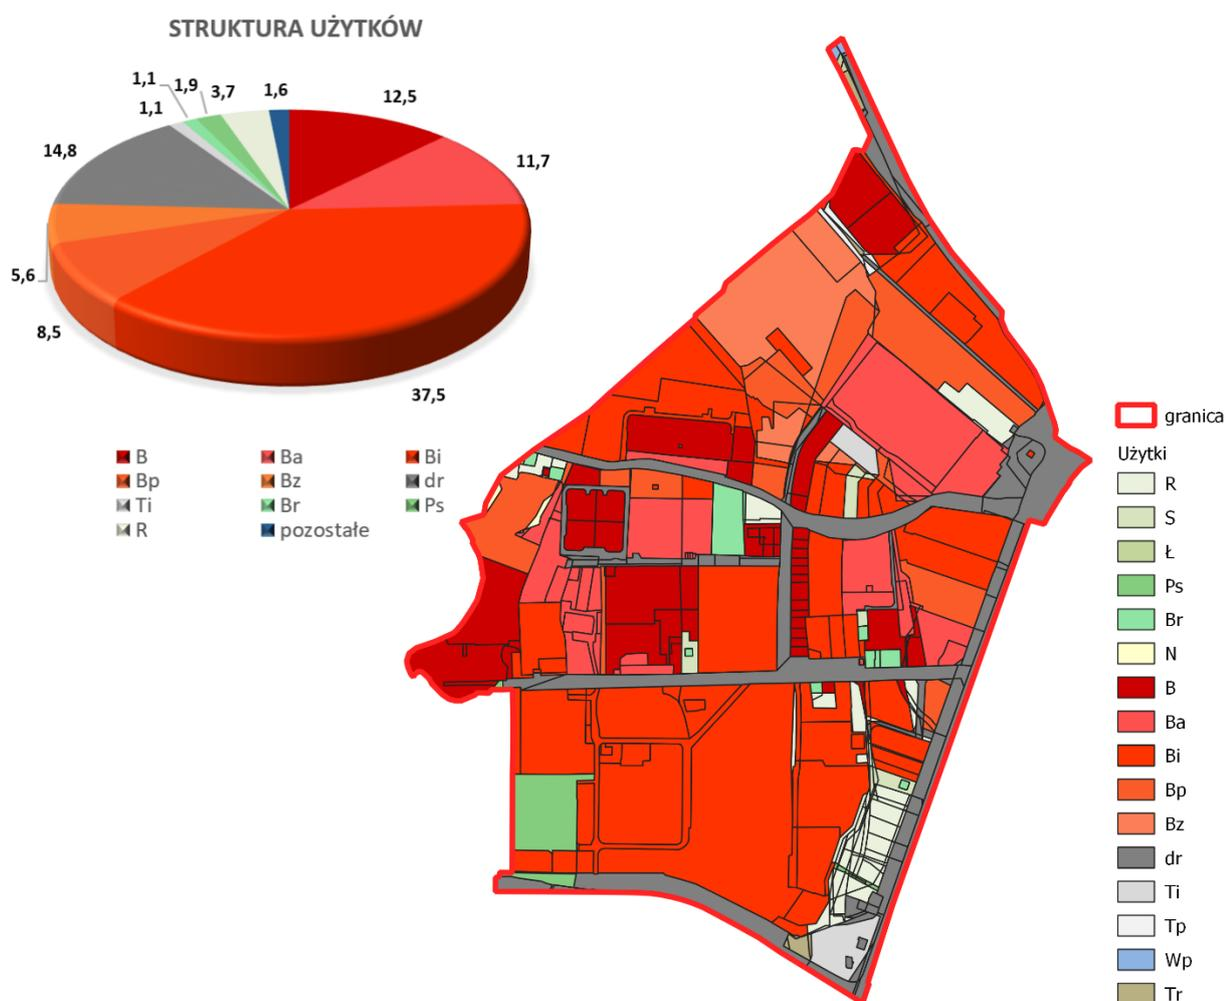 STRUKTURA UŻYTKÓW
1,1
1,9
3,7
1,6
12,5
1,1
14,8
11,7
5,6
8,5
37,5
B Ba Bi
Bp Bz dr
Ti Br Ps
R pozostałe
granica
Użytki
R
S
Ł
Ps
Br
N
B
Ba
Bi
Bp
Bz
dr
Ti
Tp
Wp
Tr